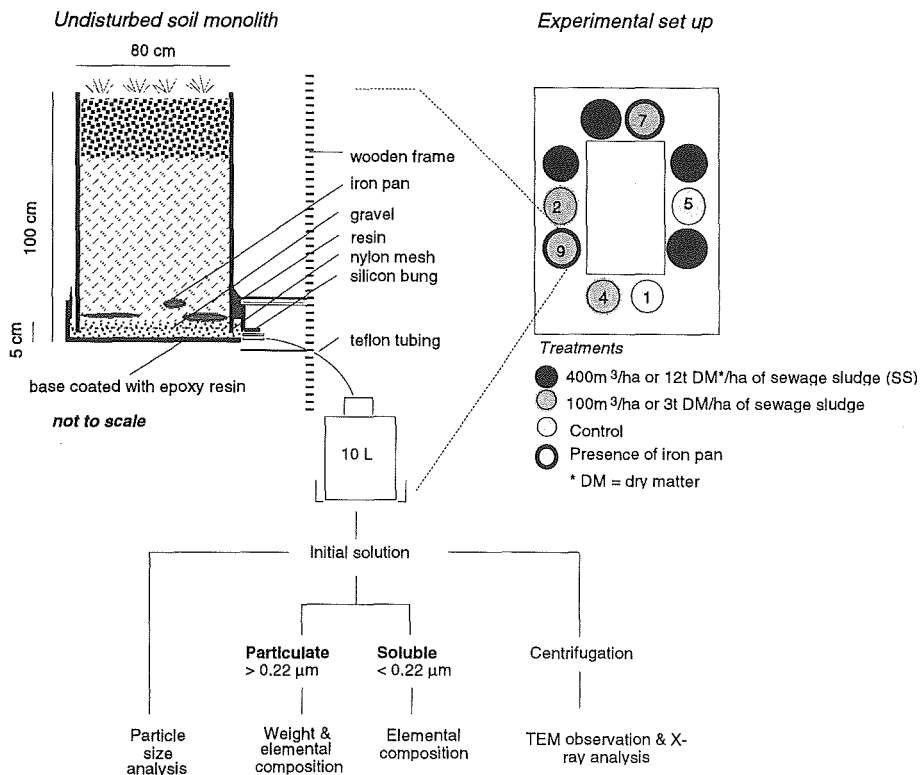 Undisturbed soil monolith
80 cm
100 cm
5 cm
wooden frame
iron pan
gravel
resin
nylon mesh
silicon bung
teflon tubing
base coated with epoxy resin
not to scale
10 L
Experimental set up
7
2
5
9
4
1
Treatments
400m³/ha or 12t DM*/ha of sewage sludge (SS)
100m³/ha or 3t DM/ha of sewage sludge
Control
Presence of iron pan
* DM = dry matter
Initial solution
Particulate
> 0.22 µm
Soluble
< 0.22 µm
Centrifugation
Particle
size
analysis
Weight &
elemental
composition
Elemental
composition
TEM observation & X-
ray analysis